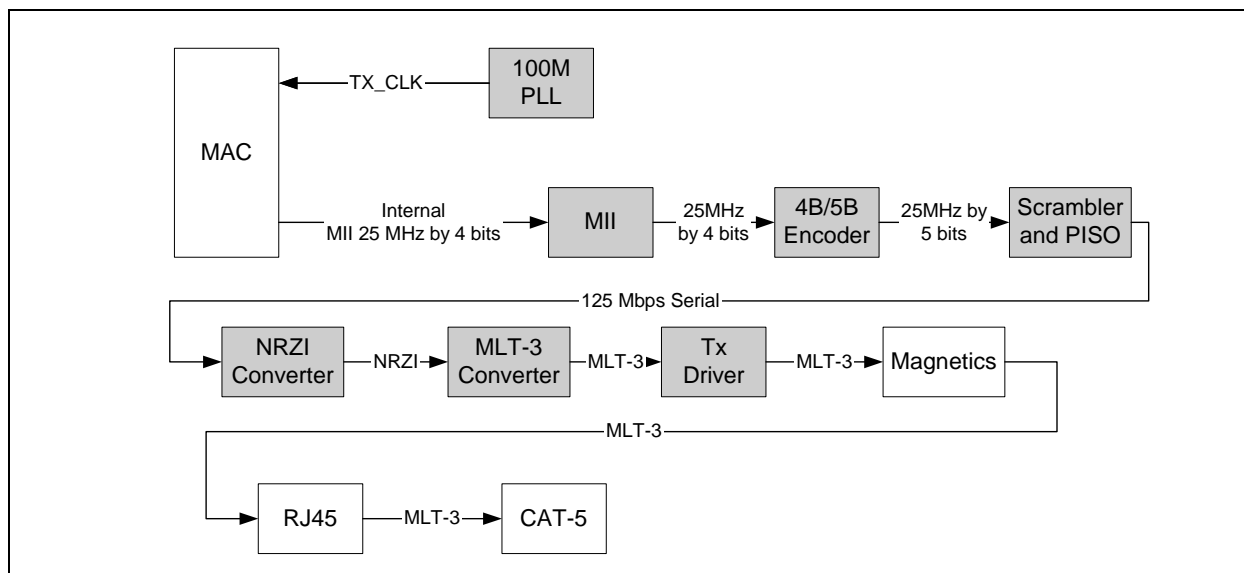 TX_CLK
100M
PLL
MAC
Internal
MII 25 MHz by 4 bits
MII
25MHz
by 4 bits
4B/5B
Encoder
25MHz by
5 bits
Scrambler
and PISO
125 Mbps Serial
NRZI
Converter
NRZI
MLT-3
Converter
MLT-3
Tx
Driver
MLT-3
Magnetics
MLT-3
RJ45
MLT-3
CAT-5